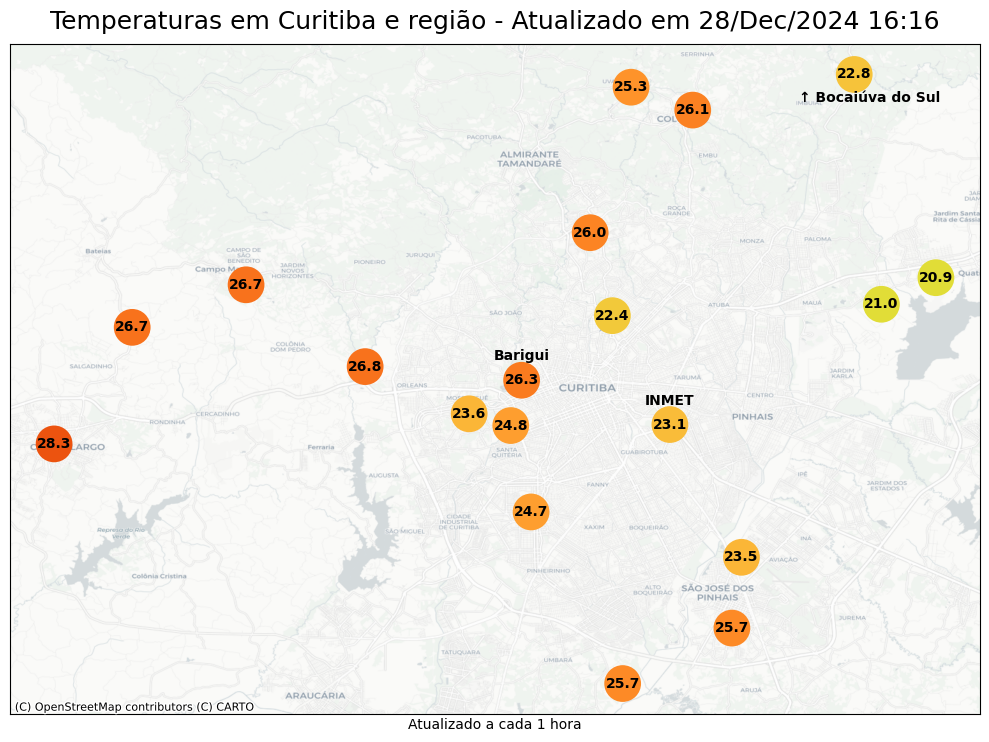 Temperaturas em Curitiba e região - Atualizado em 28/Dec/2024 16:16
SERRINHA
22.8
25.3
↑ Bocaiúva do Sul
26.1
PACOTUBA
ALMIRANTE
TAMANDARÉ
EMBU
ROÇA
GRANDE
Jardim Santa
Rita de Cássia
26.0
MONZA
PALOMA
Bateias
CAMPO DE
SÃO
BENEDITO
JURUQUI
PIONEIRO
JARDIM
NOVOS
HORIZONTES
20.9
26.7
21.0
ATUBA
MAUÁ
SÃO JOÃO
22.4
26.7
COLÔNIA
DOM PEDRO
Barigui
SALGADINHO
26.8
26.3
CURITIBA
TARUMÃ
JARDIM
KARLA
ORLEANS
CENTRO
INMET
23.6
CERCADINHO
RONDINHA
24.8
23.1
PINHAIS
28.3
Ferraria
SANTA
QUITÉRIA
GUABIROTUBA
AUGUSTA
IPÊ
FANNY
JARDIM DOS
ESTADOS I
24.7
CIDADE
INDUSTRIAL
DE CURITIBA
XAXIM
BOQUEIRÃO
Represa do Rio
Verde
SÃO MIGUEL
INÁ
23.5
AVIAÇÃO
PINHEIRINHO
Colônia Cristina
ALTO
BOQUEIRÃO
SÃO JOSÉ DOS
PINHAIS
JUREMA
25.7
TATUQUARA
UMBARÁ
25.7
ARUJÁ
ARAUCÁRIA
(C) OpenStreetMap contributors (C) CARTO
Atualizado a cada 1 hora